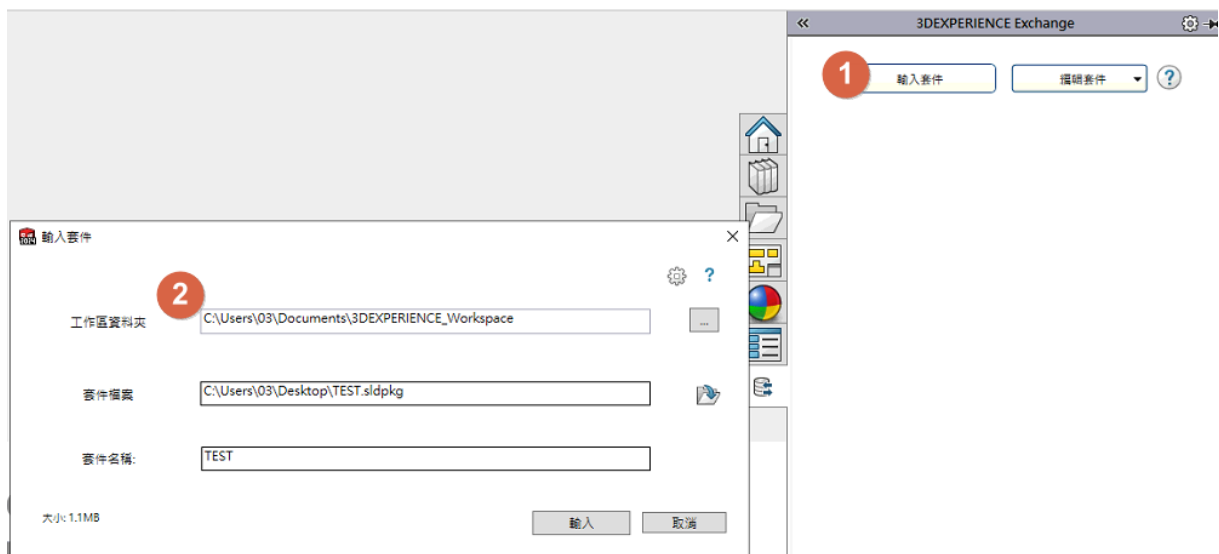 3DEXPERIENCE Exchange
1
輸入套件
編輯套件
?
輸入套件
?
2
工作區資料夾
C:\Users\03\Documents\3DEXPERIENCE_Workspace
...
套件檔案
C:\Users\03\Desktop\TEST.sldpkg
套件名稱:
TEST
大小: 1.1MB
輸入
取消